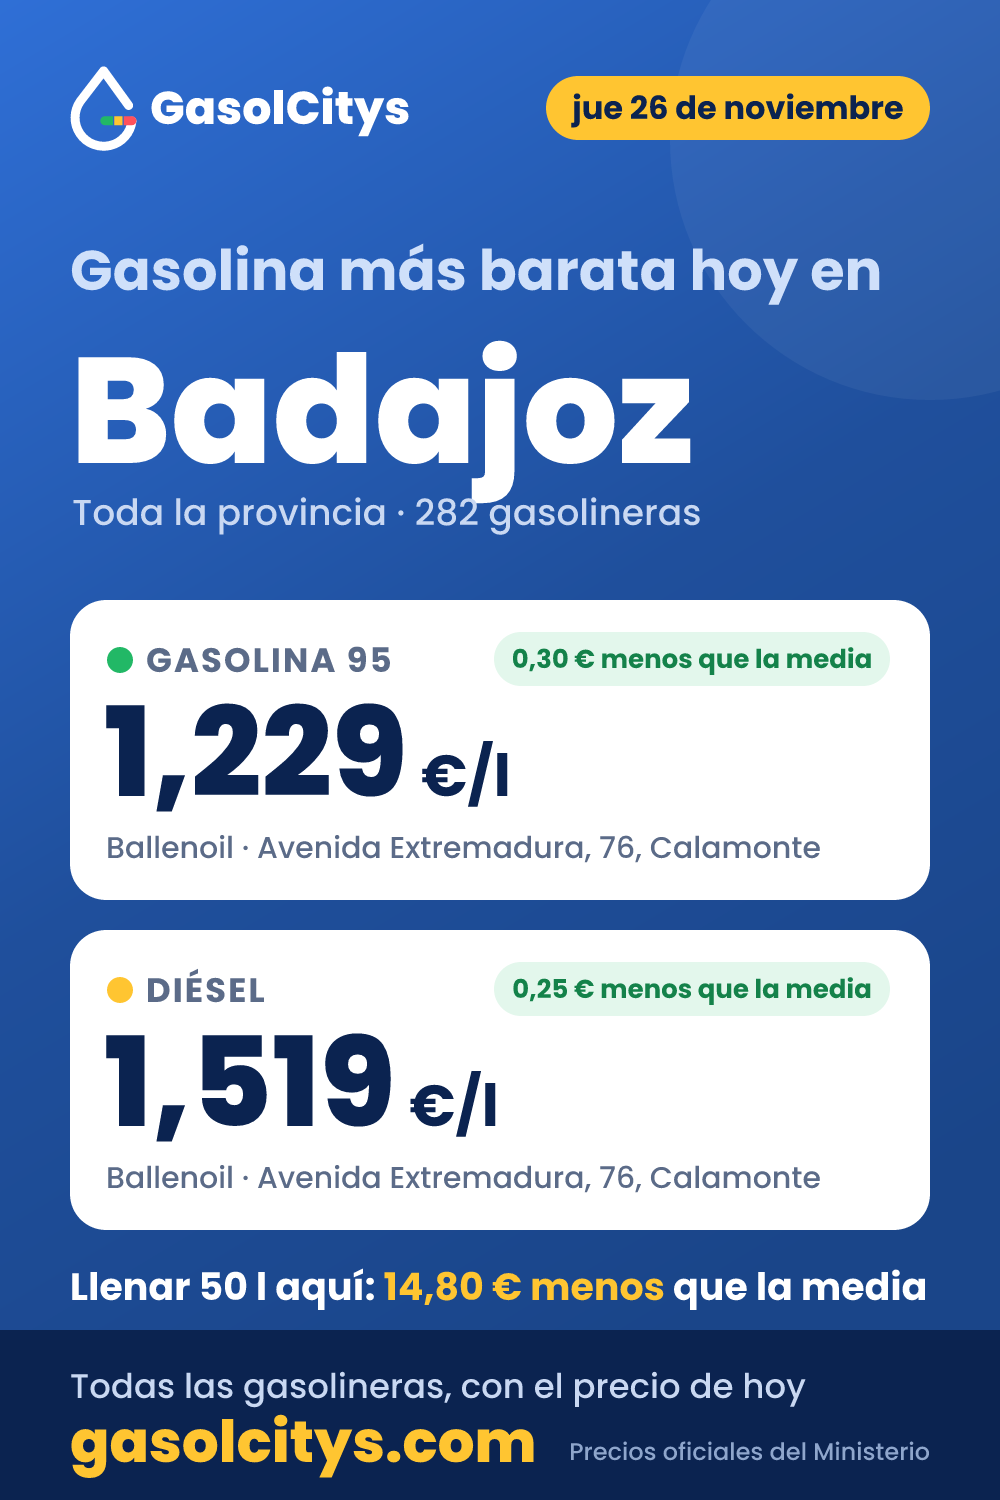 GasolCitys
jue 26 de noviembre
Gasolina más barata hoy en
Badajoz
Toda la provincia · 282 gasolineras
GASOLINA 95
0,30 € menos que la media
1,229 €/l
Ballenoil · Avenida Extremadura, 76, Calamonte
DIÉSEL
0,25 € menos que la media
1,519 €/l
Ballenoil · Avenida Extremadura, 76, Calamonte
Llenar 50 l aquí: 14,80 € menos que la media
Todas las gasolineras, con el precio de hoy
gasolcitys.com
Precios oficiales del Ministerio